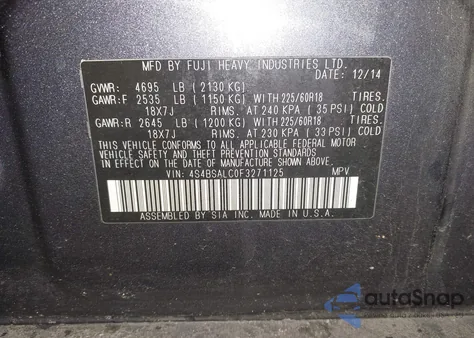 MFD BY FUJI HEAVY INDUSTRIES LTD.
DATE: 12/14
GVWR: 4695 LB (2130 KG)
GAWR:F 2535 LB (1150 KG) WITH 225/60R18 TIRES.
18X7J RIMS. AT 240 KPA (35 PSI) COLD
GAWR:R 2645 LB (1200 KG) WITH 225/60R18 TIRES.
18X7J RIMS. AT 230 KPA (33 PSI) COLD
THIS VEHICLE CONFORMS TO ALL APPLICABLE FEDERAL MOTOR
VEHICLE SAFETY AND THEFT PREVENTION STANDARDS
IN EFFECT ON THE DATE OF MANUFACTURE SHOWN ABOVE.
VIN: 4S4BSALC0F3271125 MPV
ASSEMBLED BY SIA INC. MADE IN U.S.A.
autoSnap